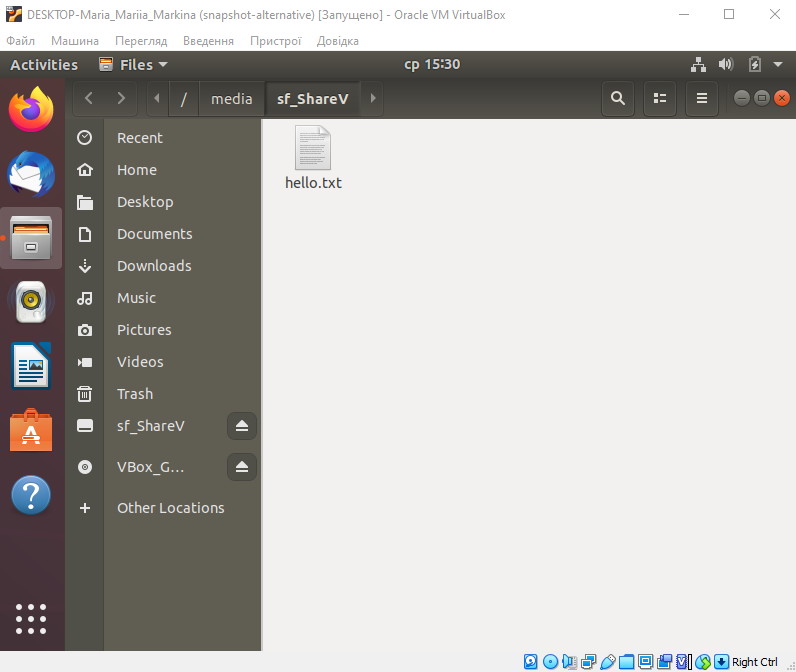 DESKTOP-Maria_Mariia_Markina (snapshot-alternative) [Запущено] - Oracle VM VirtualBox
Файл Машина Перегляд Введення Пристрої Довідка
Activities Files ср 15:30
/ media sf_ShareV
Recent
Home
Desktop
Documents
Downloads
Music
Pictures
Videos
Trash
sf_ShareV
VBox_G...
Other Locations
hello.txt
Right Ctrl